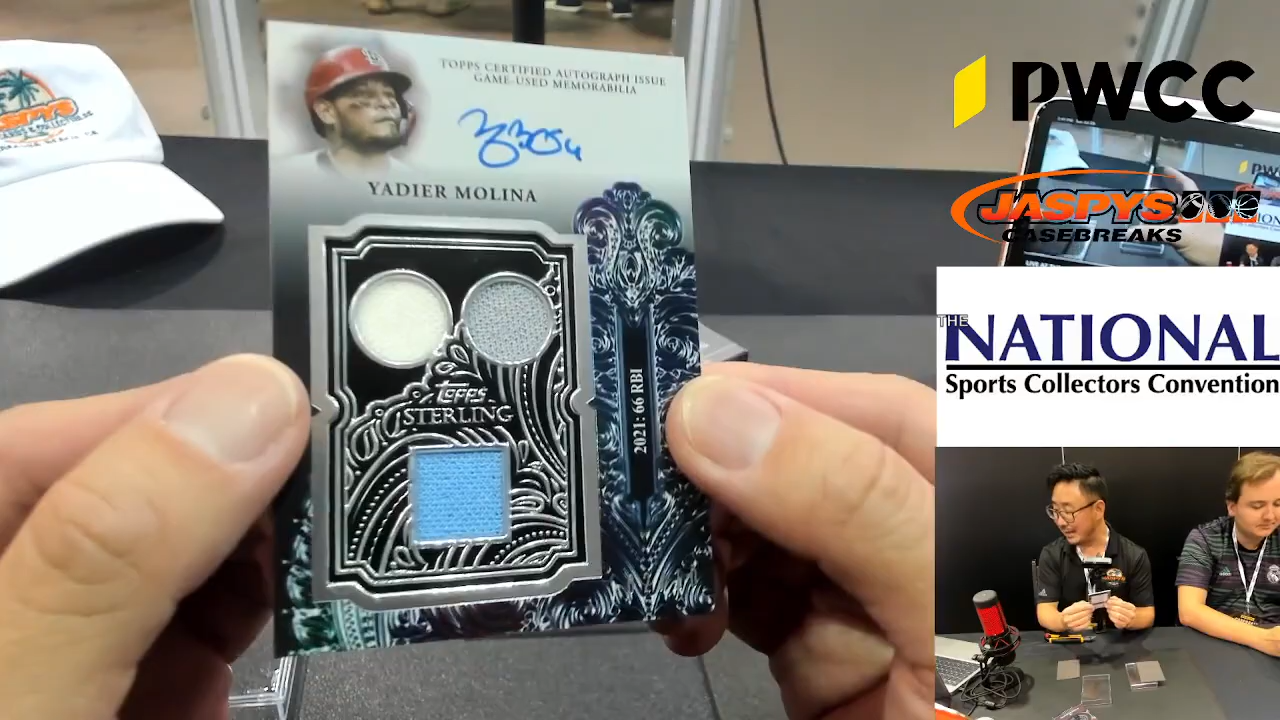 TOPPS CERTIFIED AUTOGRAPH ISSUE
GAME-USED MEMORABILIA
YADIER MOLINA
Topps
STERLING
2021: 66 RBI
JASPYS
PWCC
JASPYS
CASEBREAKS
THE
NATIONAL
Sports Collectors Convention